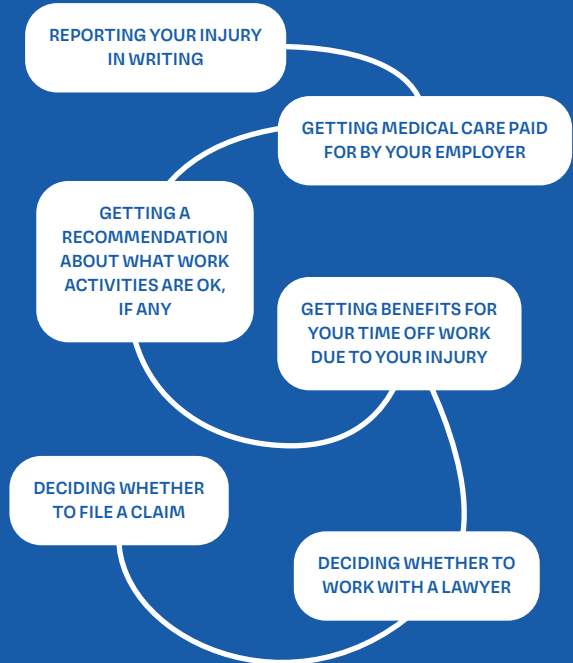 REPORTING YOUR INJURY
IN WRITING
GETTING MEDICAL CARE PAID
FOR BY YOUR EMPLOYER
GETTING A
RECOMMENDATION
ABOUT WHAT WORK
ACTIVITIES ARE OK,
IF ANY
GETTING BENEFITS FOR
YOUR TIME OFF WORK
DUE TO YOUR INJURY
DECIDING WHETHER TO
WORK WITH A LAWYER
DECIDING WHETHER
TO FILE A CLAIM